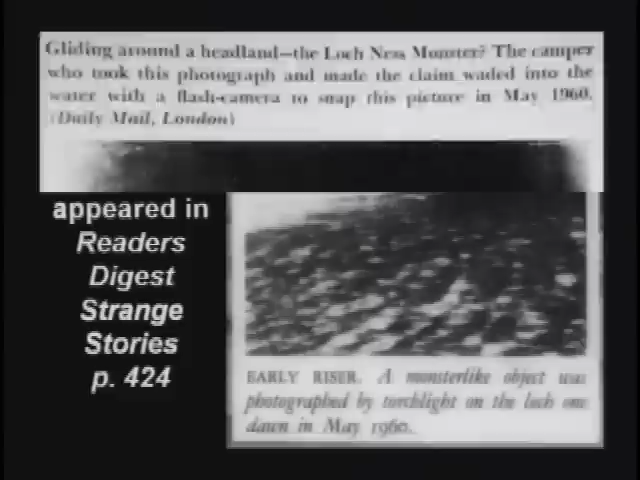 Gliding around a headland—the Loch Ness Monster? The camper
who took this photograph and made the claim waded into the
water with a flash-camera to snap this picture in May 1960.
(Daily Mail, London)
appeared in
Readers
Digest
Strange
Stories
p. 424
EARLY RISER. A monsterlike object was
photographed by torchlight on the loch one
dawn in May 1960.